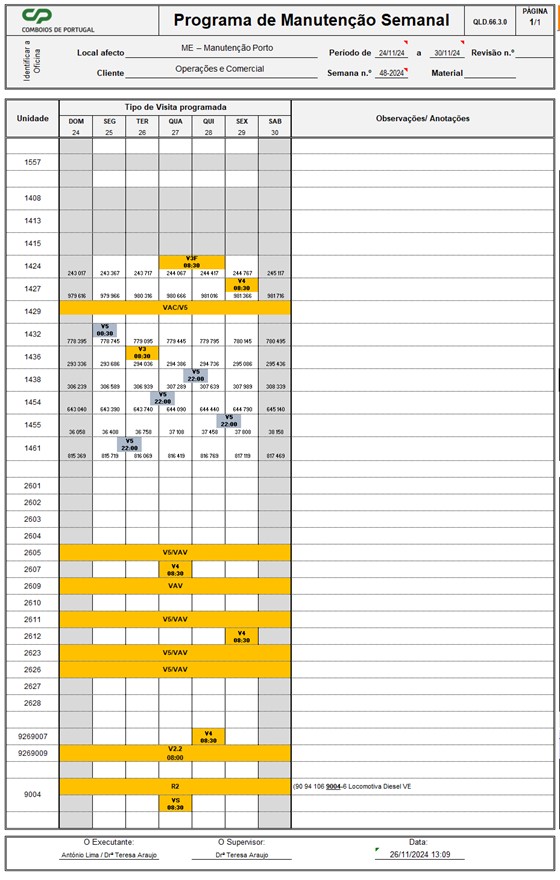 CP
COMBOIOS DE PORTUGAL
Programa de Manutenção Semanal
QLD.66.3.0
PÁGINA
1/1
Identificar a Oficina
Local afecto ME – Manutenção Porto Periodo de 24/11/24 a 30/11/24 Revisão n.º
Cliente Operações e Comercial Semana n.º 48-2024 Material
Unidade Tipo de Visita programada Observações/ Anotações
DOM SEG TER QUA QUI SEX SAB
24 25 26 27 28 29 30
1557
1408
1413
1415
1424 V3F
08:30
243 017 243 367 243 717 244 067 244 417 244 767 245 117
1427 V4
08:30
979 616 979 966 980 316 980 666 981 016 981 366 981 716
1429 VAC/V5
1432 V5
00:30
778 395 778 745 779 095 779 445 779 795 780 145 780 495
1436 V3
08:30
293 336 293 686 294 036 294 386 294 736 295 086 295 436
1438 V5
22:00
306 239 306 589 306 939 307 289 307 639 307 989 308 339
1454 V5
22:00
643 040 643 390 643 740 644 090 644 440 644 790 645 140
1455 V5
22:00
36 058 36 408 36 758 37 108 37 458 37 808 38 158
1461 V5
22:00
815 369 815 719 816 069 816 419 816 769 817 119 817 469
2601
2602
2603
2604
2605 V5/VAV
2607 V4
08:30
2609 VAV
2610
2611 V5/VAV
2612 V4
08:30
2623 V5/VAV
2626 V5/VAV
2627
2628
9269007 V4
08:30
9269009 V2.2
08:00
9004 R2 (90 94 106 9004-6 Locomotiva Diesel VE
VS
08:30
O Executante: O Supervisor: Data:
António Lima / Drª Teresa Araujo Drª Teresa Araujo 26/11/2024 13:09